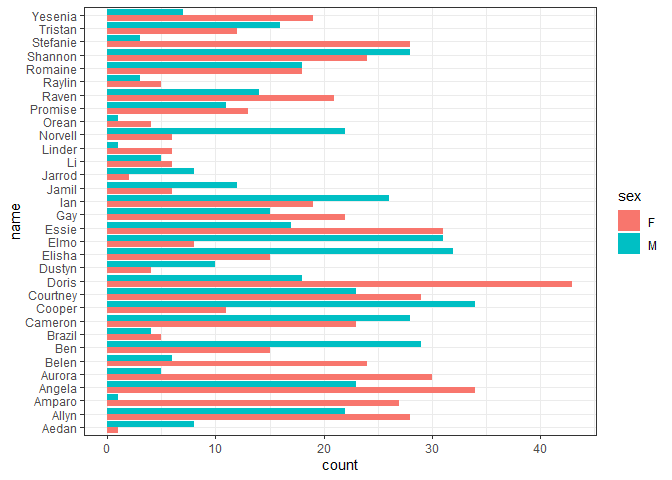 Yesenia
Tristan
Stefanie
Shannon
Romaine
Raylin
Raven
Promise
Orean
Norvell
Linder
Li
Jarrod
Jamil
Ian
Gay
Essie
Elmo
Elisha
Dustyn
Doris
Courtney
Cooper
Cameron
Brazil
Ben
Belen
Aurora
Angela
Amparo
Allyn
Aedan
name
0 10 20 30 40
count
sex
F
M